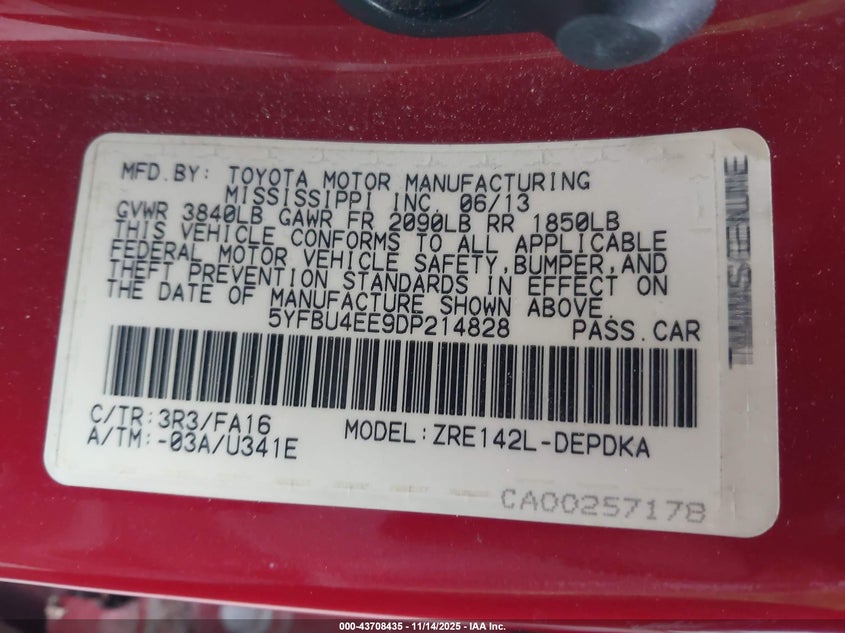 MFD.BY: TOYOTA MOTOR MANUFACTURING
MISSISSIPPI INC. 06/13
GVWR 3840LB GAWR FR 2090LB RR 1850LB
THIS VEHICLE CONFORMS TO ALL APPLICABLE
FEDERAL MOTOR VEHICLE SAFETY,BUMPER,AND
THEFT PREVENTION STANDARDS IN EFFECT ON
THE DATE OF MANUFACTURE SHOWN ABOVE.
5YFBU4EE9DP214828 PASS.CAR
C/TR:3R3/FA16
A/TM:-03A/U341E MODEL:ZRE142L-DEPDKA
CA00257178
000-43708435 - 11/14/2025 - IAA Inc.